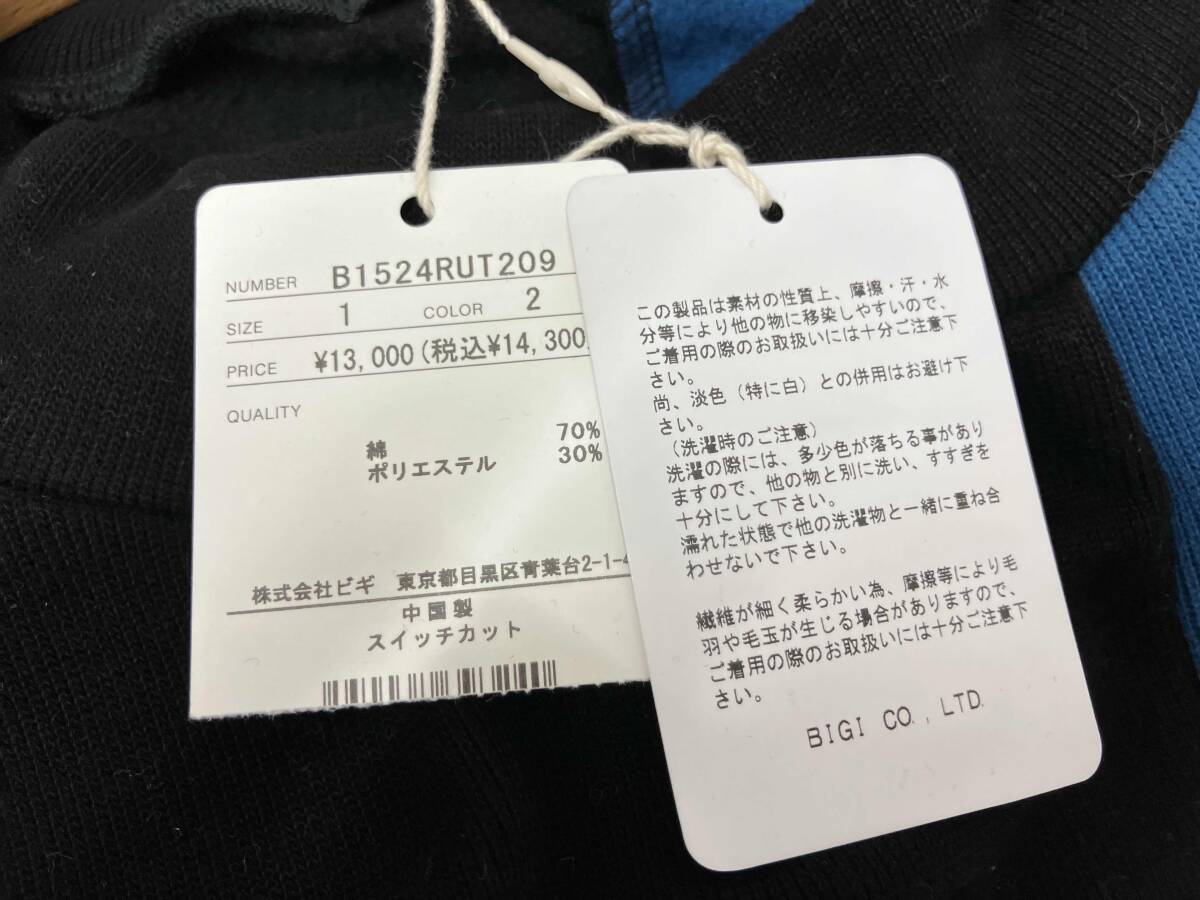 NUMBER B1524RUT209
SIZE 1 COLOR 2
PRICE ¥13,000(税込¥14,300
QUALITY
綿 70%
ポリエステル 30%
株式会社ビギ 東京都目黒区青葉台2-1-4
中国製
スイッチカット
この製品は素材の性質上、摩擦・汗・水
分等により他の物に移染しやすいので、
ご着用の際のお取扱いには十分ご注意下
さい。
尚、淡色（特に白）との併用はお避け下
さい。
（洗濯時のご注意）
洗濯の際には、多少色が落ちる事があり
ますので、他の物と別に洗い、すすぎを
十分にして下さい。
濡れた状態で他の洗濯物と一緒に重ね合
わせないで下さい。
繊維が細く柔らかい為、摩擦等により毛
羽や毛玉が生じる場合がありますので、
ご着用の際のお取扱いには十分ご注意下
さい。
BIGI CO., LTD.